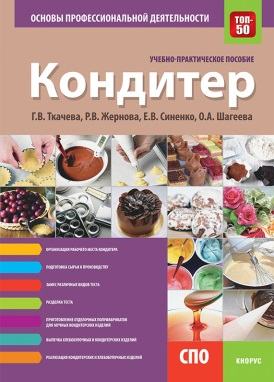 ОСНОВЫ ПРОФЕССИОНАЛЬНОЙ ДЕЯТЕЛЬНОСТИ
ТОП-
50
УЧЕБНО-ПРАКТИЧЕСКОЕ ПОСОБИЕ
Кондитер
Г.В. Ткачева, Р.В. Жернова, Е.В. Синенко, О.А. Шагеева
ОРГАНИЗАЦИЯ РАБОЧЕГО МЕСТА КОНДИТЕРА
ПОДГОТОВКА СЫРЬЯ К ПРОИЗВОДСТВУ
ЗАМЕС РАЗЛИЧНЫХ ВИДОВ ТЕСТА
РАЗДЕЛКА ТЕСТА
ПРИГОТОВЛЕНИЕ ОТДЕЛОЧНЫХ ПОЛУФАБРИКАТОВ
ДЛЯ МУЧНЫХ КОНДИТЕРСКИХ ИЗДЕЛИЙ
ВЫПЕЧКА ХЛЕБОБУЛОЧНЫХ И КОНДИТЕРСКИХ ИЗДЕЛИЙ
РЕАЛИЗАЦИЯ КОНДИТЕРСКИХ И ХЛЕБОБУЛОЧНЫХ ИЗДЕЛИЙ
СПО
КНОРУС